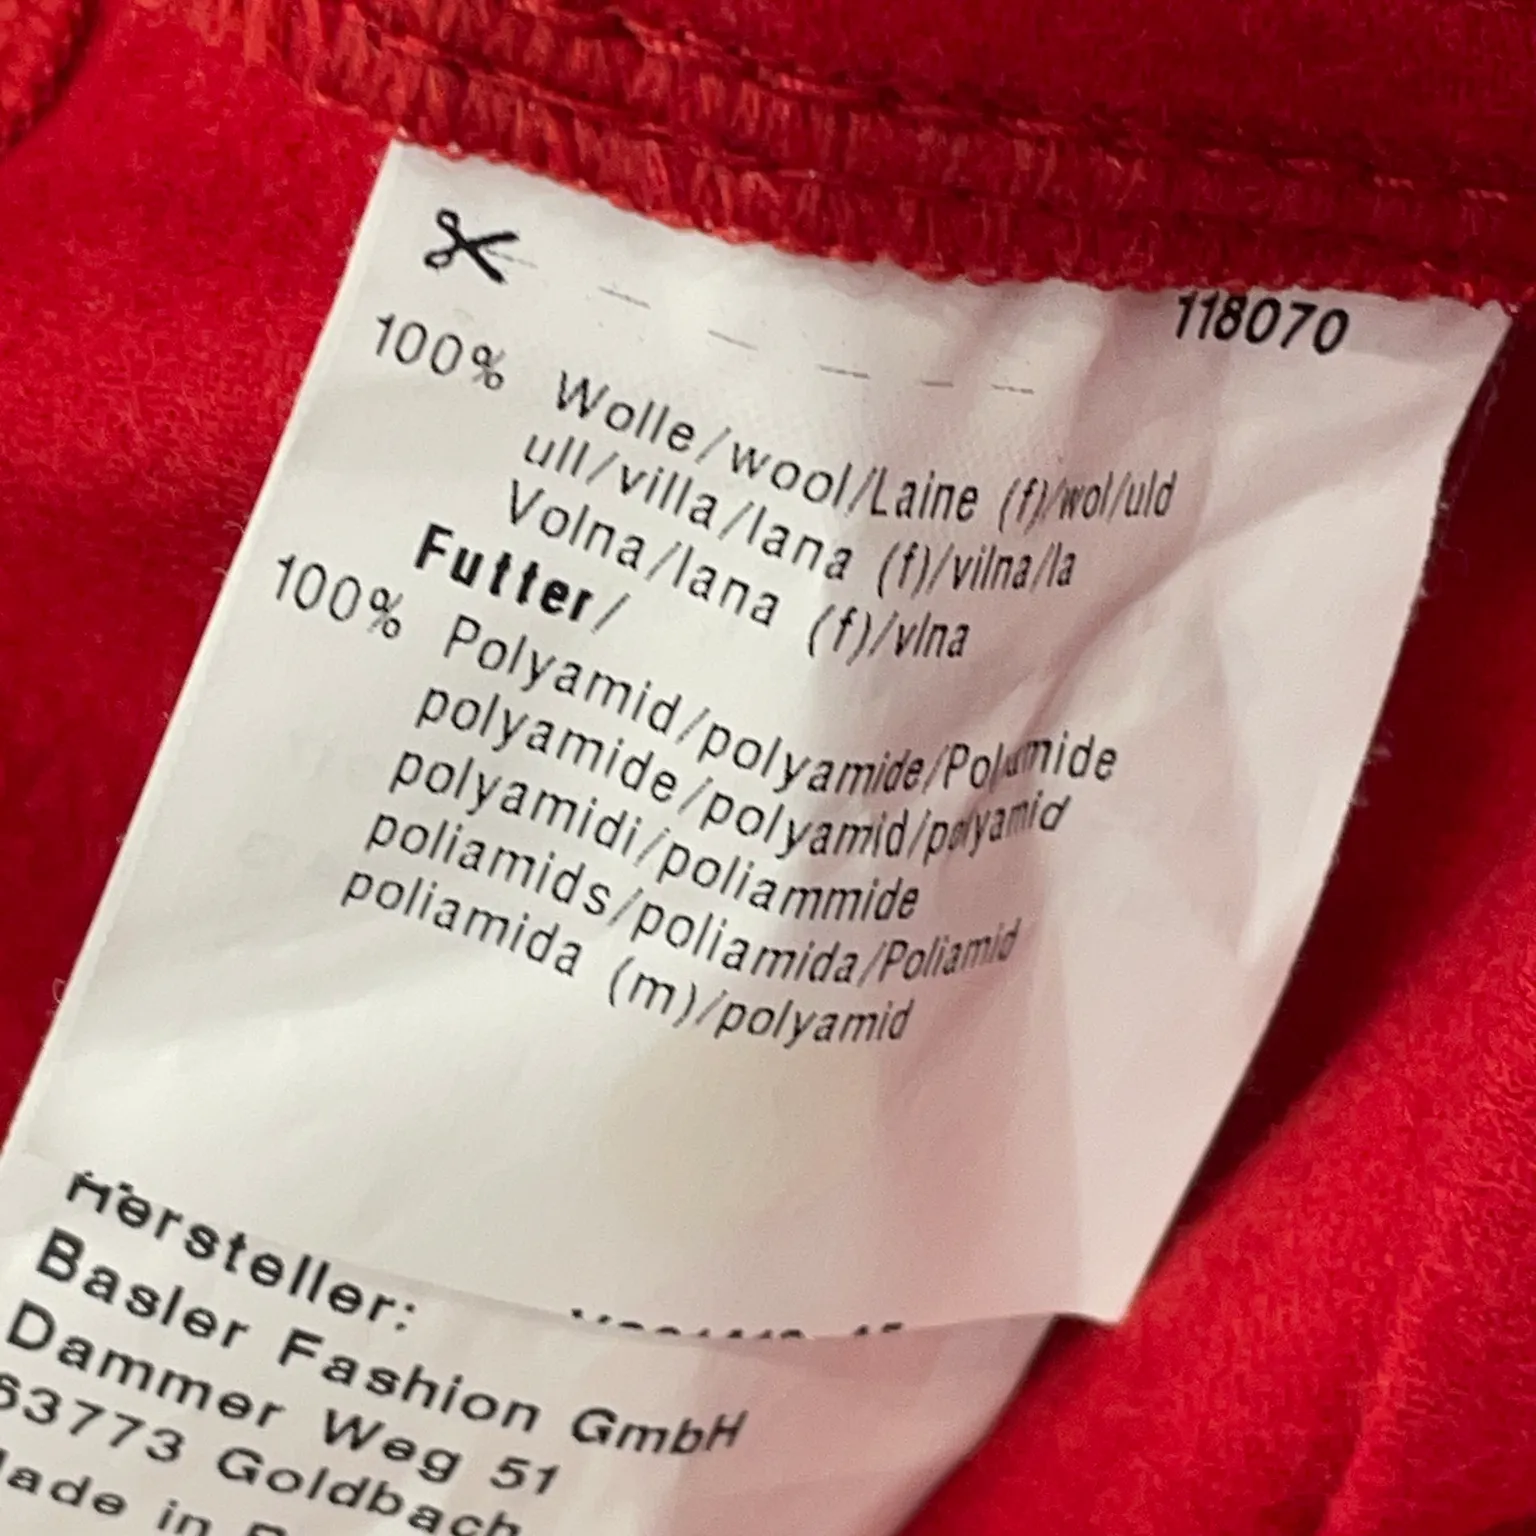 118070
100% Wolle/wool/Laine (f)/wol/uld
ull/villa/lana (f)/vilna/la
Volna/lana (f)/vlna
Futter/
100% Polyamid/polyamide/Polyamide
polyamide/polyamid/polyamid
polyamidi/poliammide
poliamids/poliamida/Poliamid
poliamida (m)/polyamid
Hersteller:
Basler Fashion GmbH
Dammer Weg 51
63773 Goldbach
in